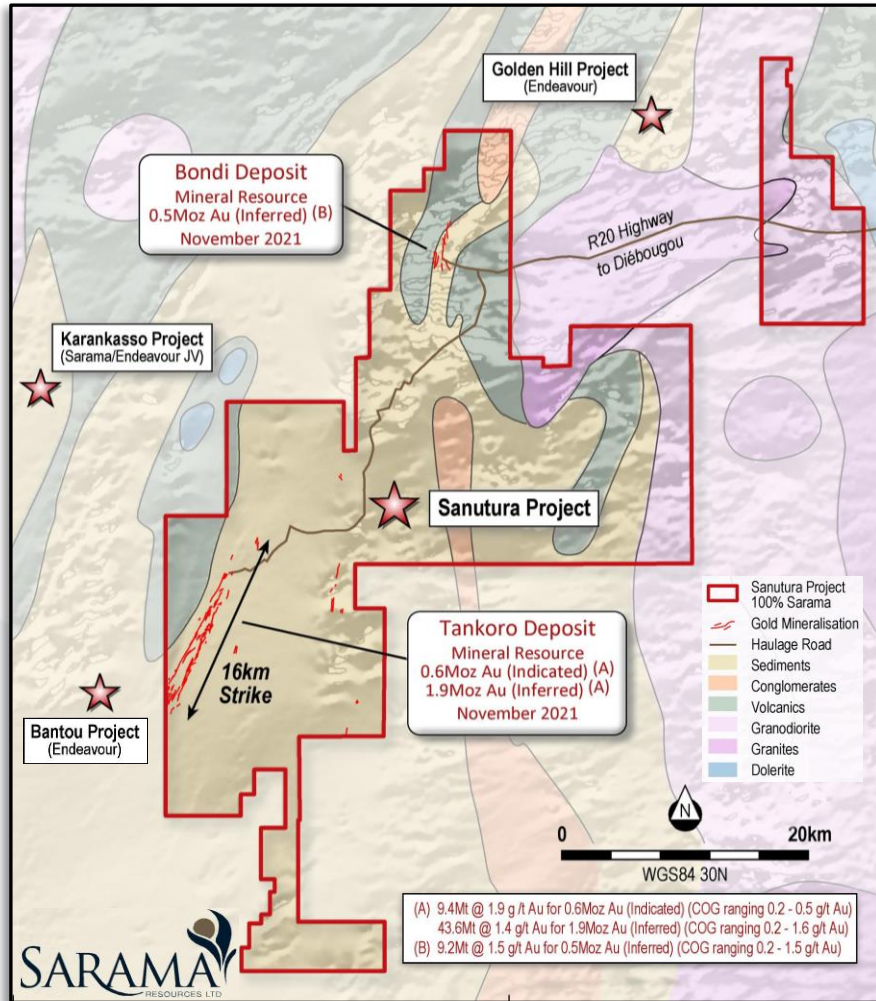 Golden Hill Project
(Endeavour)
Bondi Deposit
Mineral Resource
0.5Moz Au (Inferred) (B)
November 2021
R20 Highway
to Diébougou
Karankasso Project
(Sarama/Endeavour JV)
Sanutura Project
Tankoro Deposit
Mineral Resource
0.6Moz Au (Indicated) (A)
1.9Moz Au (Inferred) (A)
November 2021
16km
Strike
Bantou Project
(Endeavour)
Sanutura Project
100% Sarama
Gold Mineralisation
Haulage Road
Sediments
Conglomerates
Volcanics
Granodiorite
Granites
Dolerite
N
0 20km
WGS84 30N
(A) 9.4Mt @ 1.9 g /t Au for 0.6Moz Au (Indicated) (COG ranging 0.2 - 0.5 g/t Au)
43.6Mt @ 1.4 g/t Au for 1.9Moz Au (Inferred) (COG ranging 0.2 - 1.6 g/t Au)
(B) 9.2Mt @ 1.5 g/t Au for 0.5Moz Au (Inferred) (COG ranging 0.2 - 1.5 g/t Au)
SARAMA
RESOURCES LTD